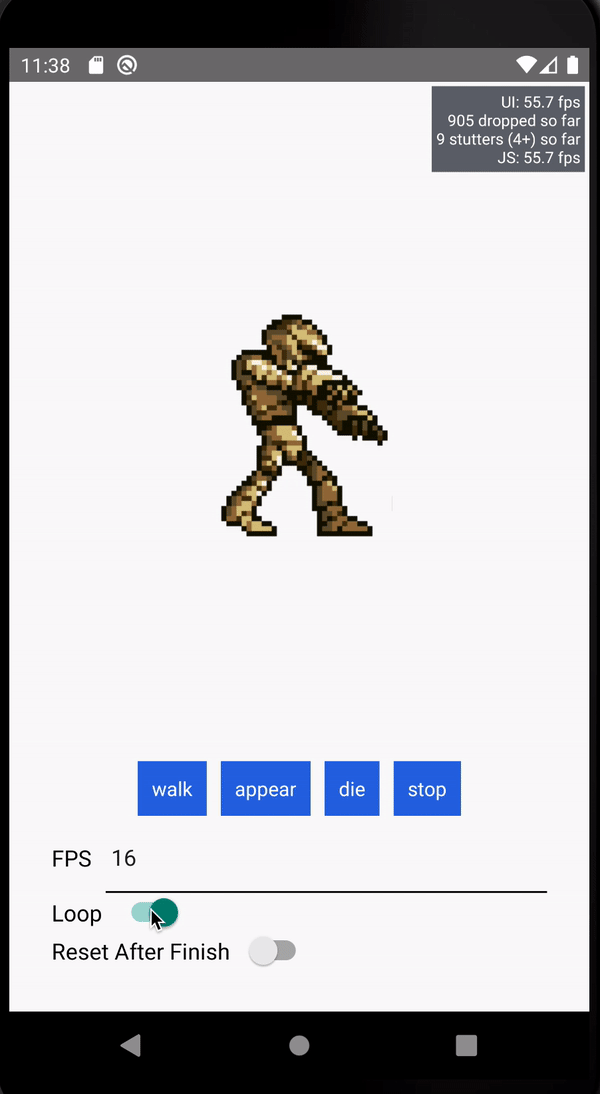 11:38
UI: 55.7 fps
905 dropped so far
9 stutters (4+) so far
JS: 55.7 fps
walk appear die stop
FPS 16
Loop
Reset After Finish